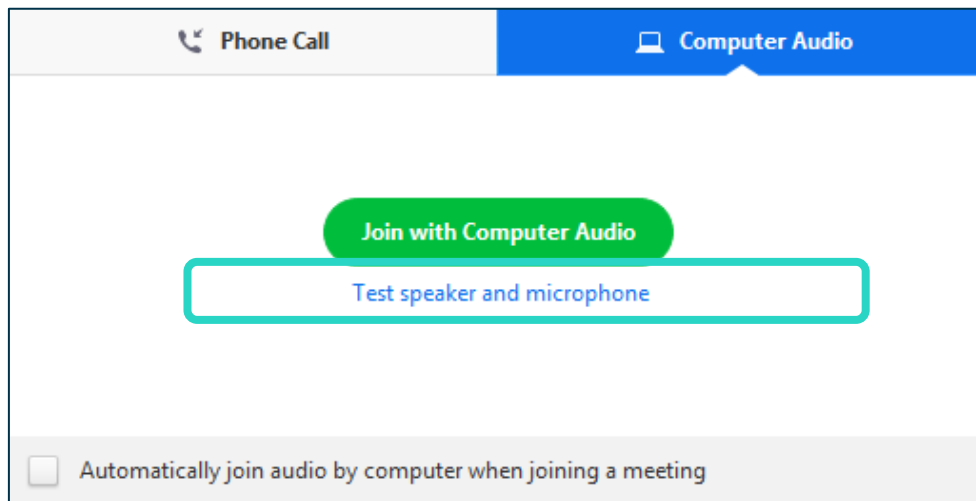 Phone Call
Computer Audio
Join with Computer Audio
Test speaker and microphone
Automatically join audio by computer when joining a meeting